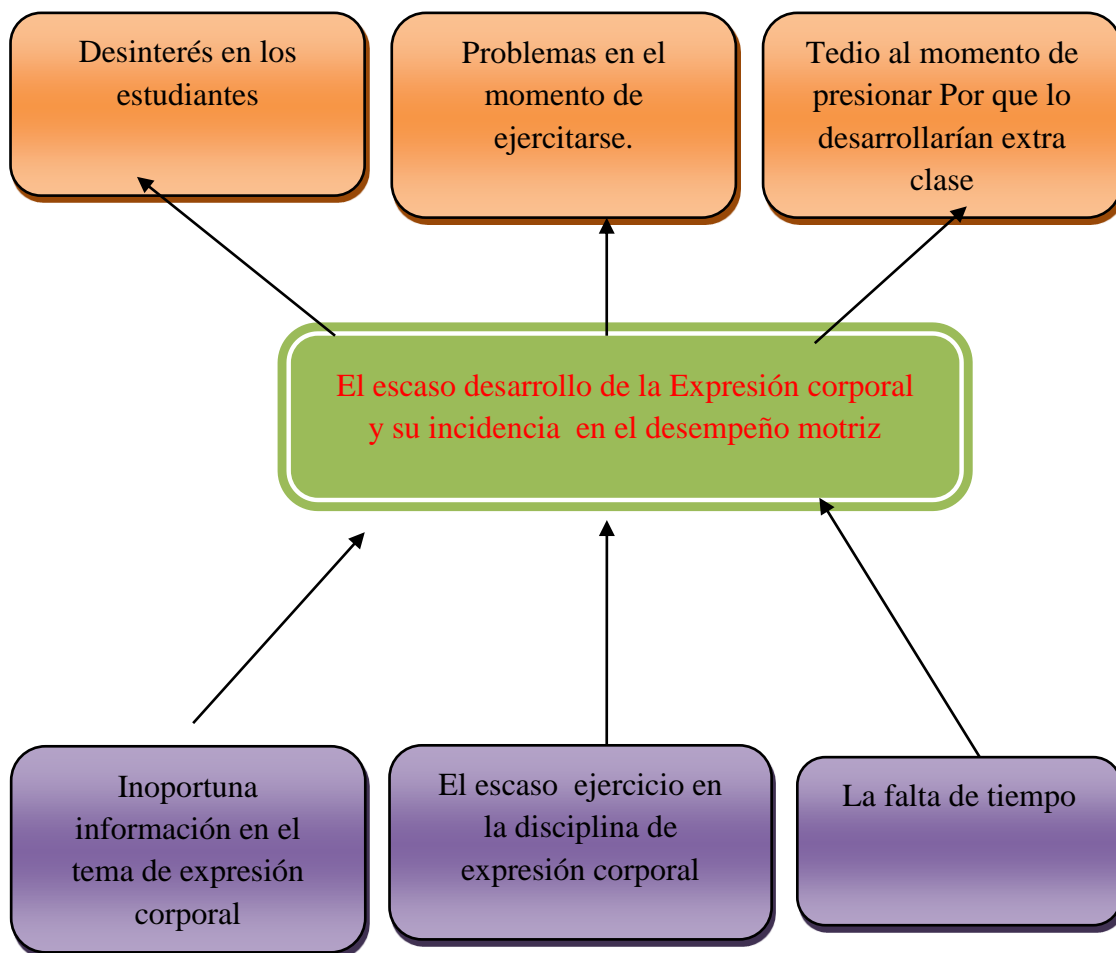 Desinterés en los
estudiantes
Problemas en el
momento de
ejercitarse.
Tedio al momento de
presionar Por que lo
desarrollarían extra
clase
El escaso desarrollo de la Expresión corporal
y su incidencia  en el desempeño motriz
Inoportuna
información en el
tema de expresión
corporal
El escaso  ejercicio en
la disciplina de
expresión corporal
La falta de tiempo